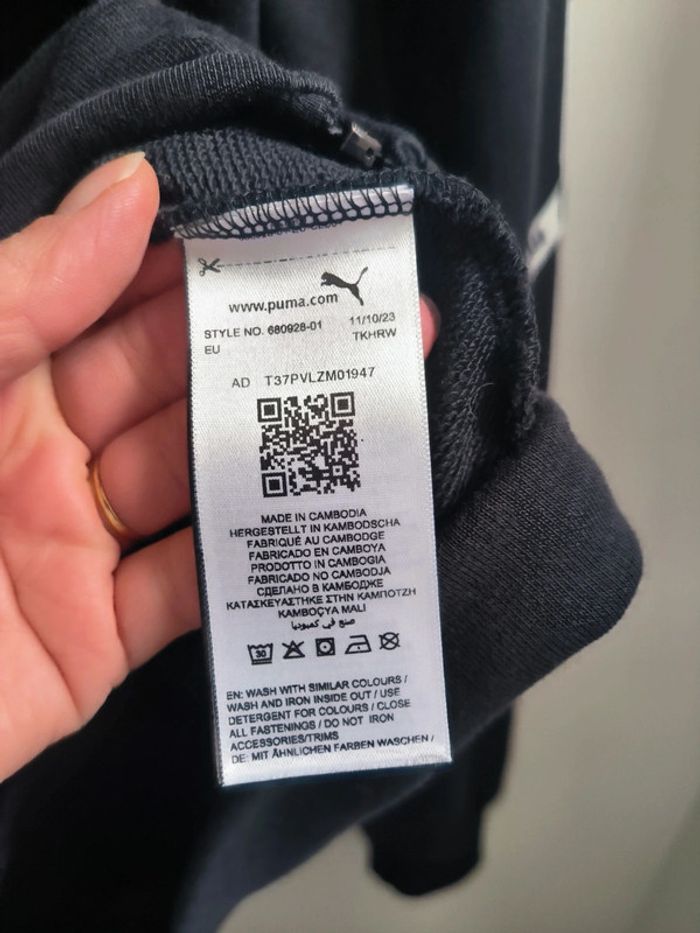 www.puma.com
STYLE NO. 680928-01 11/10/23
EU TKHRW
AD T37PVLZM01947
MADE IN CAMBODIA
HERGESTELLT IN KAMBODSCHA
FABRIQUÉ AU CAMBODGE
FABRICADO EN CAMBOYA
PRODOTTO IN CAMBOGIA
FABRICADO NO CAMBODJA
СДЕЛАНО В КАМБОДЖЕ
ΚΑΤΑΣΚΕΥΑΣΤΗΚΕ ΣΤΗΝ ΚΑΜΠΟΤΖΗ
KAMBOÇYA MALI
صنع في كمبوديا
30
EN: WASH WITH SIMILAR COLOURS /
WASH AND IRON INSIDE OUT / USE
DETERGENT FOR COLOURS / CLOSE
ALL FASTENINGS / DO NOT IRON
ACCESSORIES/TRIMS
DE: MIT ÄHNLICHEN FARBEN WASCHEN /